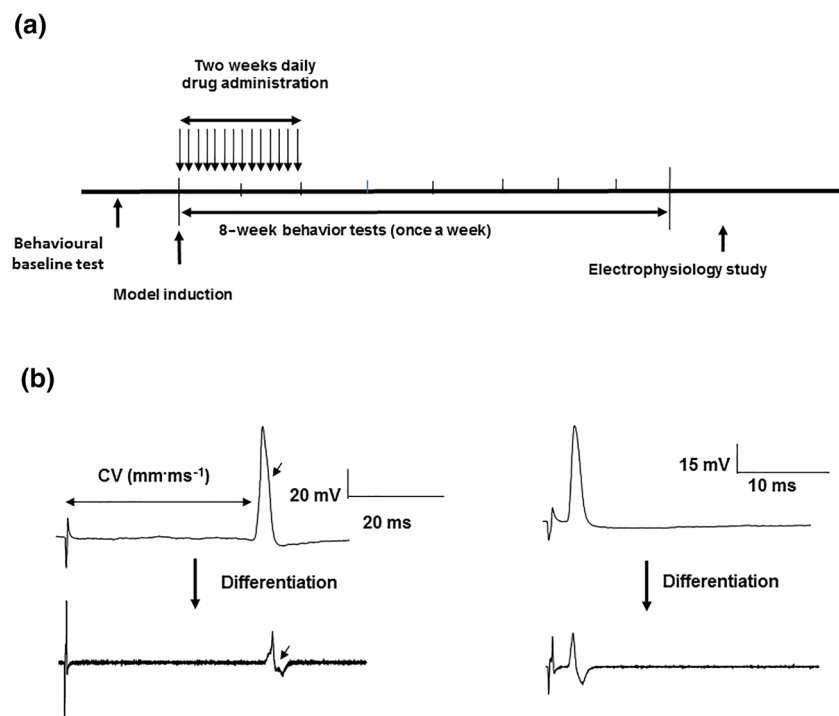 (a)
Two weeks daily
drug administration
8-week behavior tests (once a week)
Behavioural
baseline test
Model induction
Electrophysiology study
(b)
CV (mm·ms⁻¹)
20 mV
20 ms
Differentiation
15 mV
10 ms
Differentiation